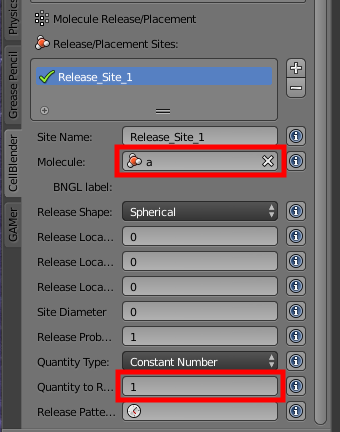 Physics
Grease Pencil
CellBlender
GAMer
Molecule Release/Placement
Release/Placement Sites:
Release_Site_1
Site Name: Release_Site_1
Molecule: a
BNGL label:
Release Shape: Spherical
Release Loca... 0
Release Loca... 0
Release Loca... 0
Site Diameter 0
Release Prob... 1
Quantity Type: Constant Number
Quantity to R... 1
Release Patte...